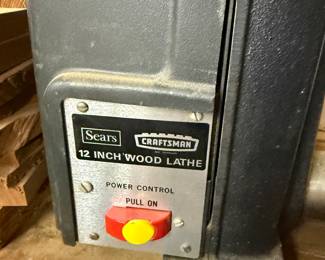 Sears
CRAFTSMAN
12 INCH WOOD LATHE
POWER CONTROL
PULL ON